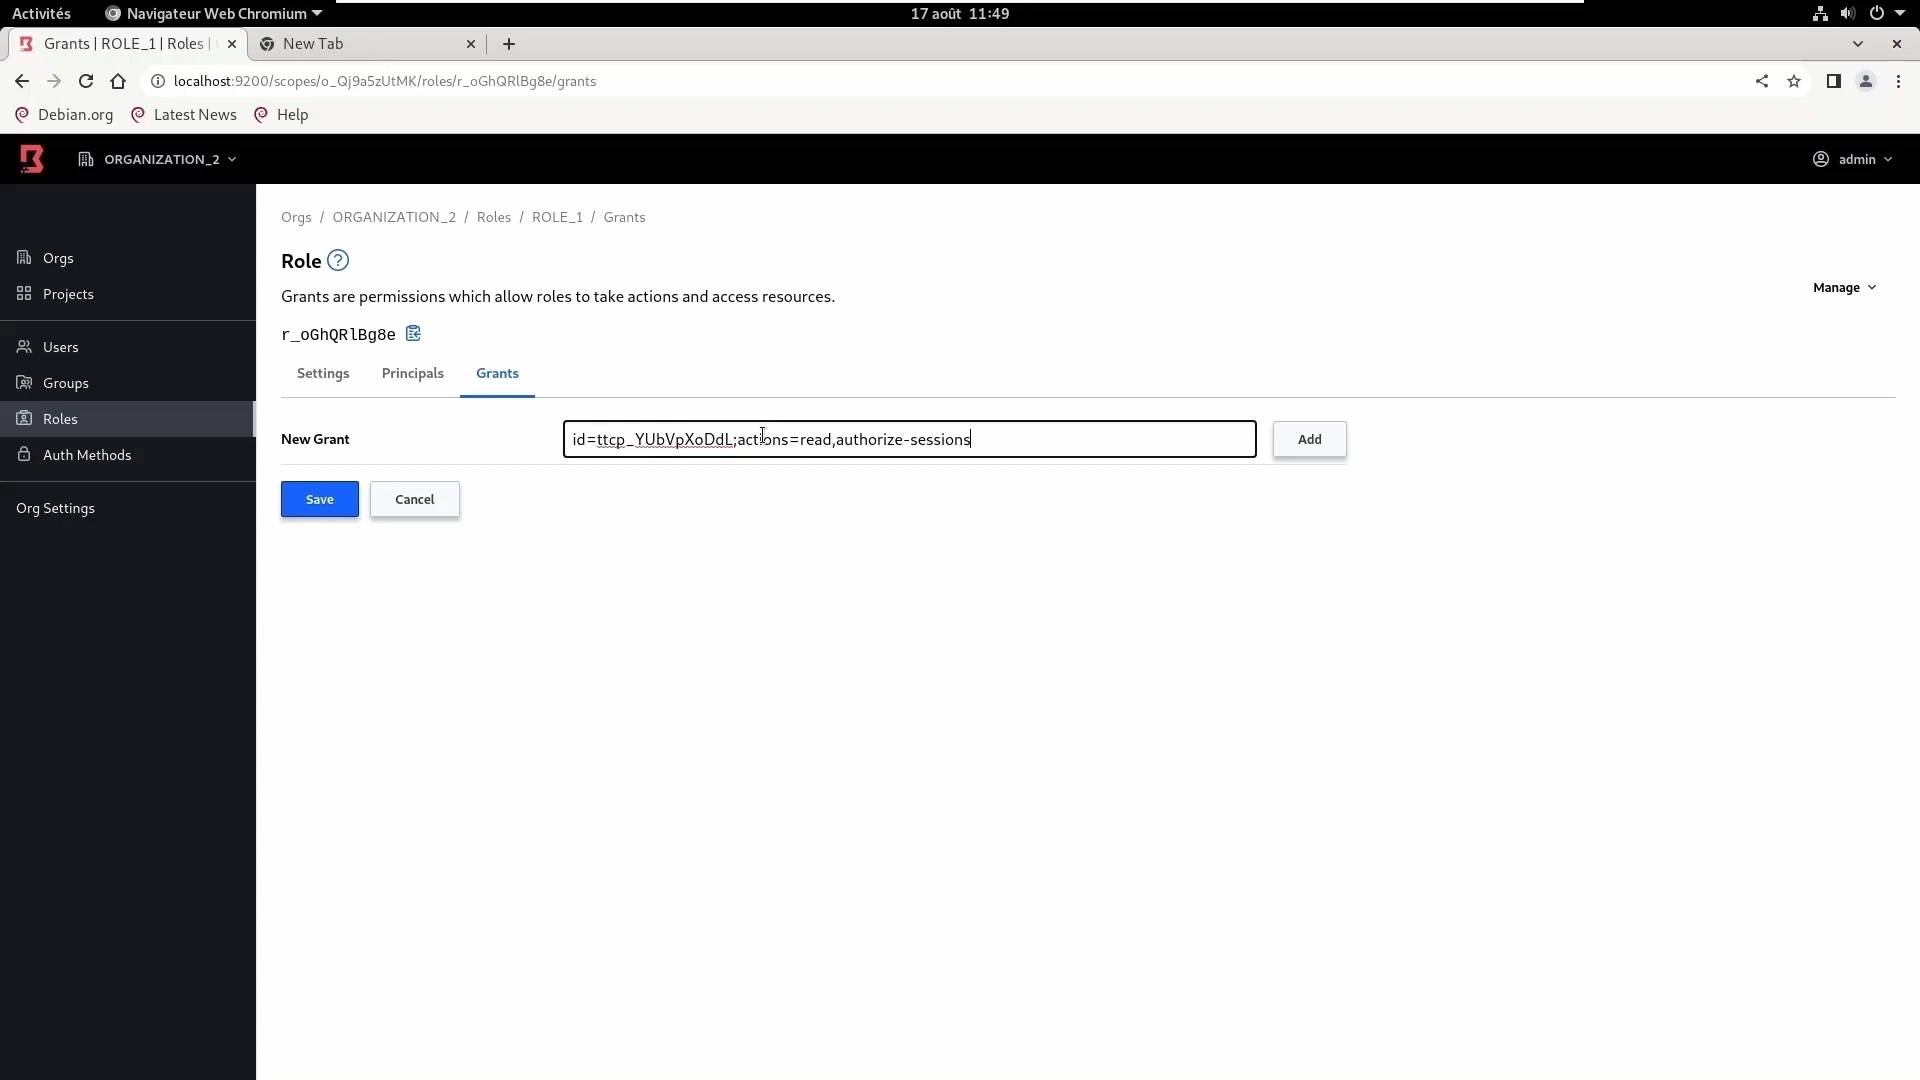 Activités
Navigateur Web Chromium
17 août 11:49
Grants | ROLE_1 | Roles |
New Tab
localhost:9200/scopes/o_Qj9a5zUtMK/roles/r_oGhQRlBg8e/grants
Debian.org
Latest News
Help
ORGANIZATION_2
admin
Orgs / ORGANIZATION_2 / Roles / ROLE_1 / Grants
Role ?
Grants are permissions which allow roles to take actions and access resources.
Manage
r_oGhQRlBg8e
Orgs
Projects
Users
Groups
Roles
Auth Methods
Org Settings
Settings
Principals
Grants
New Grant
id=ttcp_YUbVpXoDdL;actions=read,authorize-sessions
Add
Save
Cancel